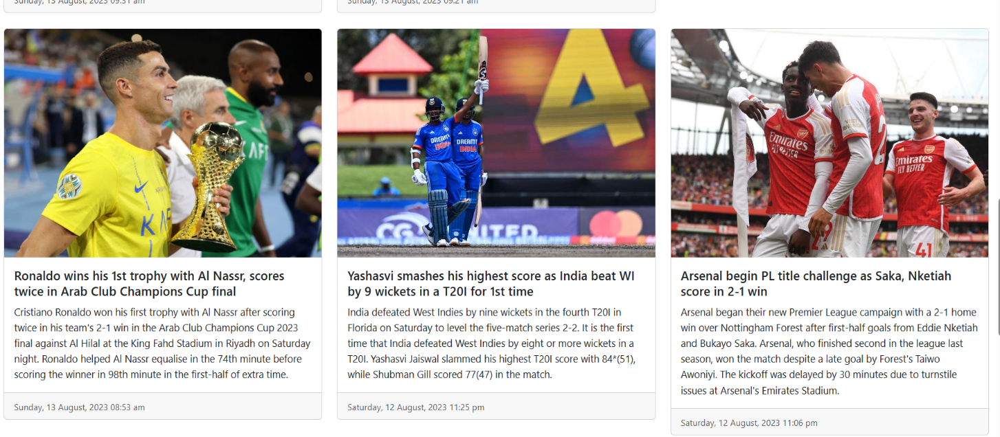 Sunday, 13 August, 2023 09:31 am
Sunday, 13 August, 2023 09:21 am
KAF
KAF
DREAM11
INDIA
DREAM11
INDIA
CG UNITED
Emirates
FLY BETTER
VISIT
RWANDA
2
Emirates
FLY BETTER
41
Ronaldo wins his 1st trophy with Al Nassr, scores
twice in Arab Club Champions Cup final
Cristiano Ronaldo won his first trophy with Al Nassr after scoring
twice in his team's 2-1 win in the Arab Club Champions Cup 2023
final against Al Hilal at the King Fahd Stadium in Riyadh on Saturday
night. Ronaldo helped Al Nassr equalise in the 74th minute before
scoring the winner in 98th minute in the first-half of extra time.
Sunday, 13 August, 2023 08:53 am
Yashasvi smashes his highest score as India beat WI
by 9 wickets in a T20I for 1st time
India defeated West Indies by nine wickets in the fourth T20I in
Florida on Saturday to level the five-match series 2-2. It is the first
time that India defeated West Indies by eight or more wickets in a
T20I. Yashasvi Jaiswal slammed his highest T20I score with 84*(51),
while Shubman Gill scored 77(47) in the match.
Saturday, 12 August, 2023 11:25 pm
Arsenal begin PL title challenge as Saka, Nketiah
score in 2-1 win
Arsenal began their new Premier League campaign with a 2-1 home
win over Nottingham Forest after first-half goals from Eddie Nketiah
and Bukayo Saka. Arsenal, who finished second in the league last
season, won the match despite a late goal by Forest's Taiwo
Awoniyi. The kickoff was delayed by 30 minutes due to turnstile
issues at Arsenal's Emirates Stadium.
Saturday, 12 August, 2023 11:06 pm